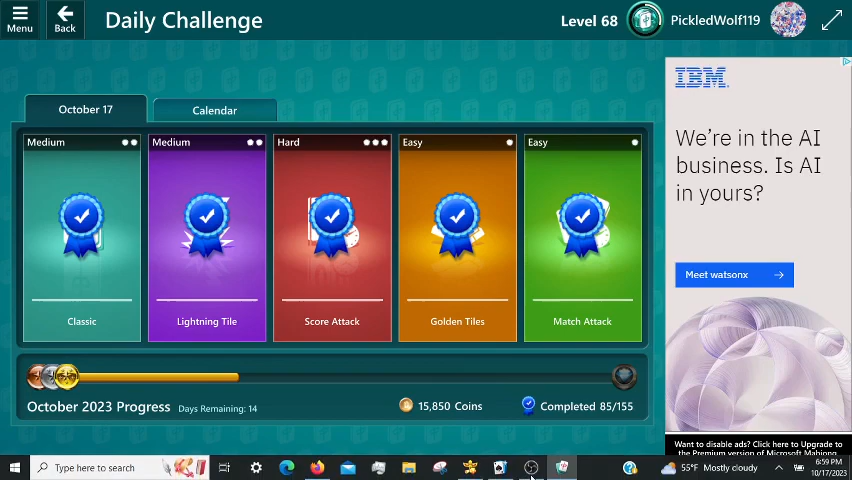 Menu
Back
Daily Challenge
Level 68
PickledWolf119
October 17
Calendar
Medium
Medium
Hard
Easy
Easy
Classic
Lightning Tile
Score Attack
Golden Tiles
Match Attack
October 2023 Progress
Days Remaining: 14
15,850 Coins
Completed 85/155
IBM
We're in the AI
business. Is AI
in yours?
Meet watsonx
Want to disable ads? Click here to Upgrade to
the Premium version of Microsoft Mahjong
Type here to search
55°F Mostly cloudy
6:59 PM
10/17/2023